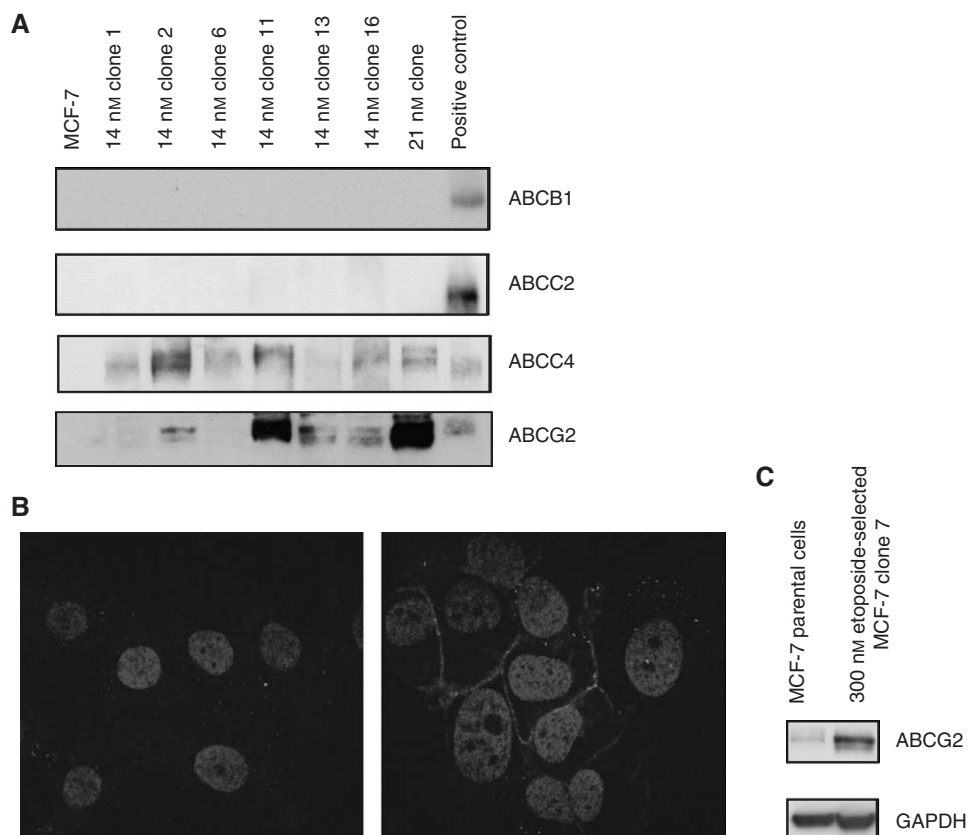 A
MCF-7
14 nM clone 1
14 nM clone 2
14 nM clone 6
14 nM clone 11
14 nM clone 13
14 nM clone 16
21 nM clone
Positive control
ABCB1
ABCC2
ABCC4
ABCG2
B
C
MCF-7 parental cells
300 nM etoposide-selected
MCF-7 clone 7
ABCG2
GAPDH